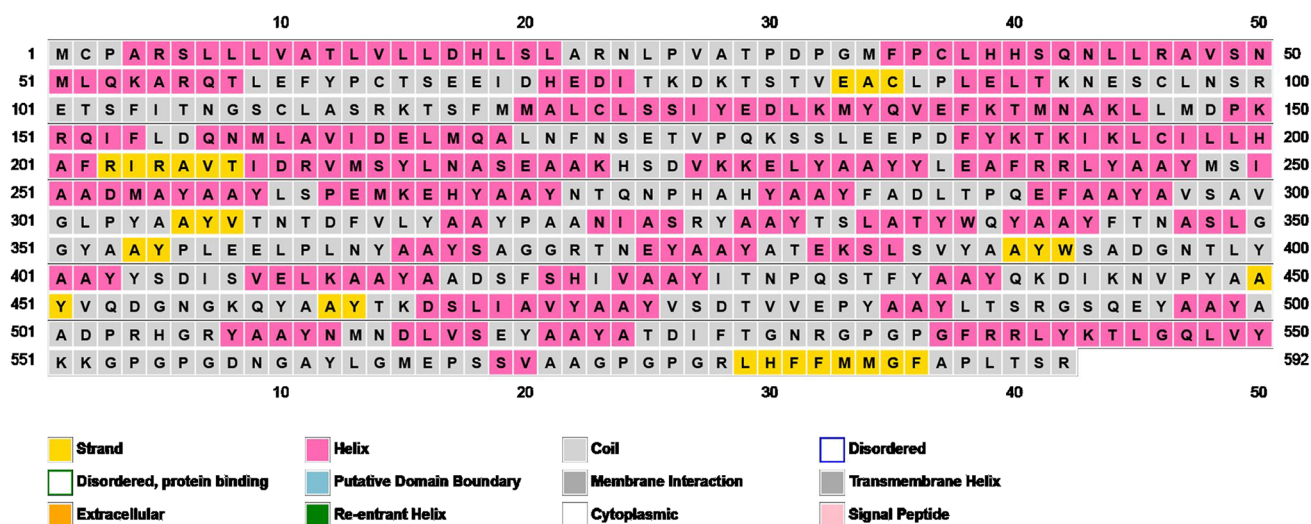 10 20 30 40 50
1 M C P A R S L L L V A T L V L L D H L S L A R N L P V A T P D P G M F P C L H H S Q N L L R A V S N 50
51 M L Q K A R Q T L E F Y P C T S E E I D H E D I T K D K T S T V E A C L P L E L T K N E S C L N S R 100
101 E T S F I T N G S C L A S R K T S F M M A L C L S S I Y E D L K M Y Q V E F K T M N A K L L M D P K 150
151 R Q I F L D Q N M L A V I D E L M Q A L N F N S E T V P Q K S S L E E P D F Y K T K I K L C I L L H 200
201 A F R I R A V T I D R V M S Y L N A S E A A K H S D V K K E L Y A A Y Y L E A F R R L Y A A Y M S I 250
251 A A D M A Y A A Y L S P E M K E H Y A A Y N T Q N P H A H Y A A Y F A D L T P Q E F A A Y A V S A V 300
301 G L P Y A A Y V T N T D F V L Y A A Y P A A N I A S R Y A A Y T S L A T Y W Q Y A A Y F T N A S L G 350
351 G Y A A Y P L E E L P L N Y A A Y S A G G R T N E Y A A Y A T E K S L S V Y A A Y W S A D G N T L Y 400
401 A A Y Y S D I S V E L K A A Y A A D S F S H I V A A Y I T N P Q S T F Y A A Y Q K D I K N V P Y A A 450
451 Y V Q D G N G K Q Y A A Y T K D S L I A V Y A A Y V S D T V V E P Y A A Y L T S R G S Q E Y A A Y A 500
501 A D P R H G R Y A A Y N M N D L V S E Y A A Y A T D I F T G N R G P G P G F R R L Y K T L G Q L V Y 550
551 K K G P G P G D N G A Y L G M E P S S V A A G P G P G R L H F F M M G F A P L T S R 592
10 20 30 40 50
Strand Helix Coil Disordered
Disordered, protein binding Putative Domain Boundary Membrane Interaction Transmembrane Helix
Extracellular Re-entrant Helix Cytoplasmic Signal Peptide